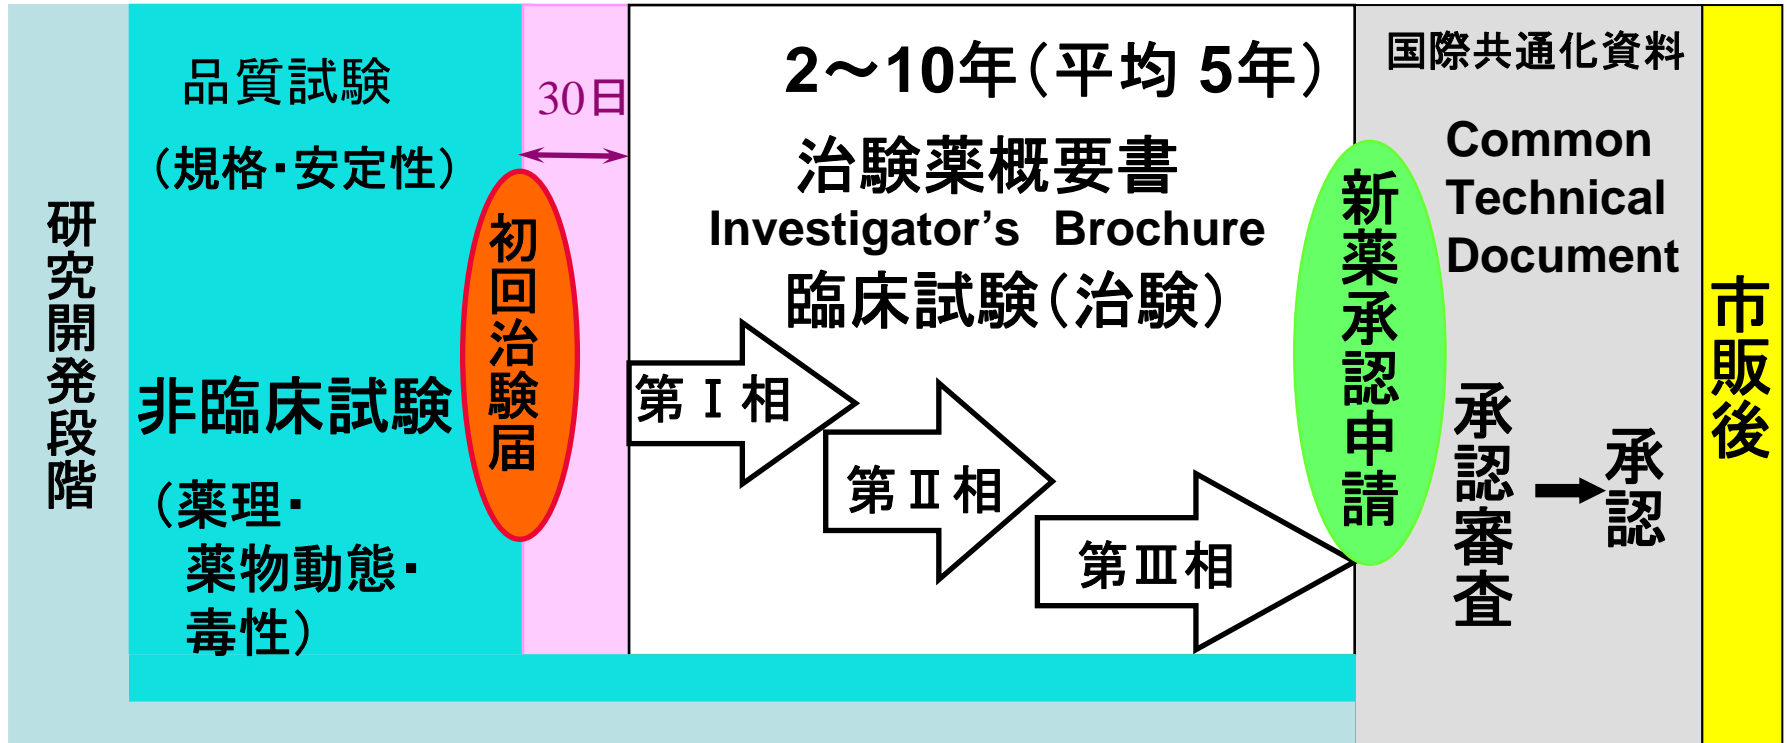 研究開発段階
品質試験
（規格・安定性）
非臨床試験
（薬理・
薬物動態・
毒性）
初回治験届
30日
2～10年（平均 5年）
治験薬概要書
Investigator’s Brochure
臨床試験（治験）
第Ⅰ相
第Ⅱ相
第Ⅲ相
新薬承認申請
国際共通化資料
Common
Technical
Document
承認審査
承認
市販後